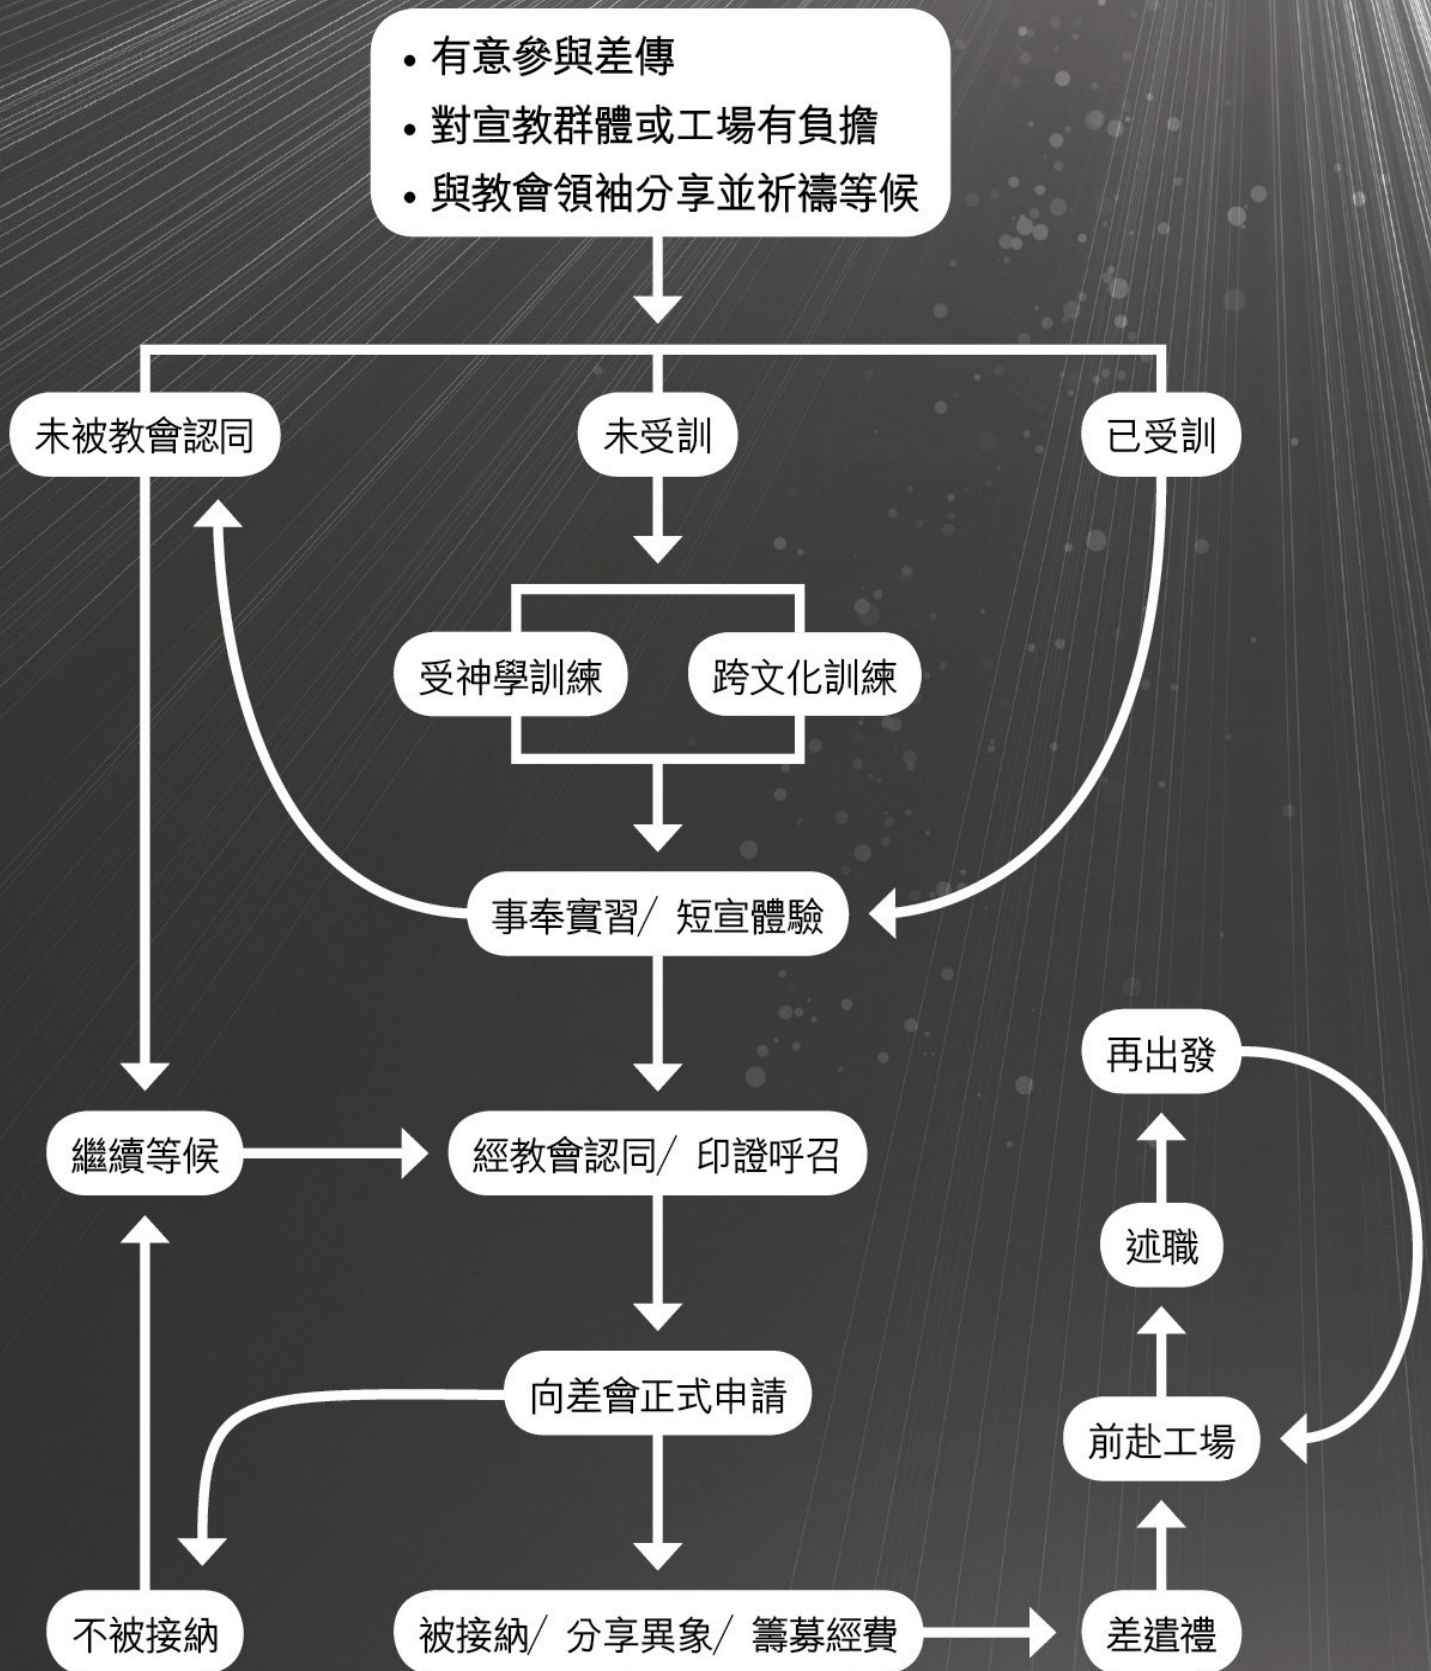 • 有意參與差傳
• 對宣教群體或工場有負擔
• 與教會領袖分享並祈禱等候
未被教會認同
未受訓
已受訓
受神學訓練
跨文化訓練
事奉實習/ 短宣體驗
再出發
繼續等候
經教會認同/ 印證呼召
述職
向差會正式申請
前赴工場
不被接納
被接納/ 分享異象/ 籌募經費
差遣禮